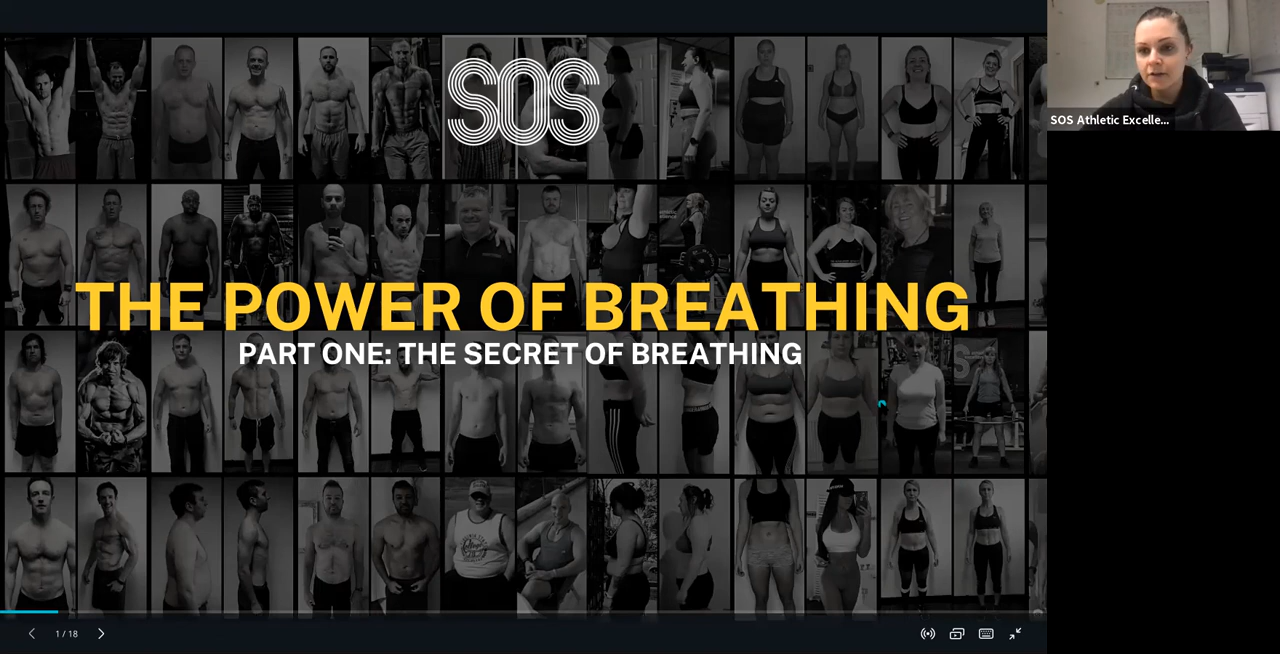 SOS
THE POWER OF BREATHING
PART ONE: THE SECRET OF BREATHING
SOS Athletic Excelle...
1 / 18